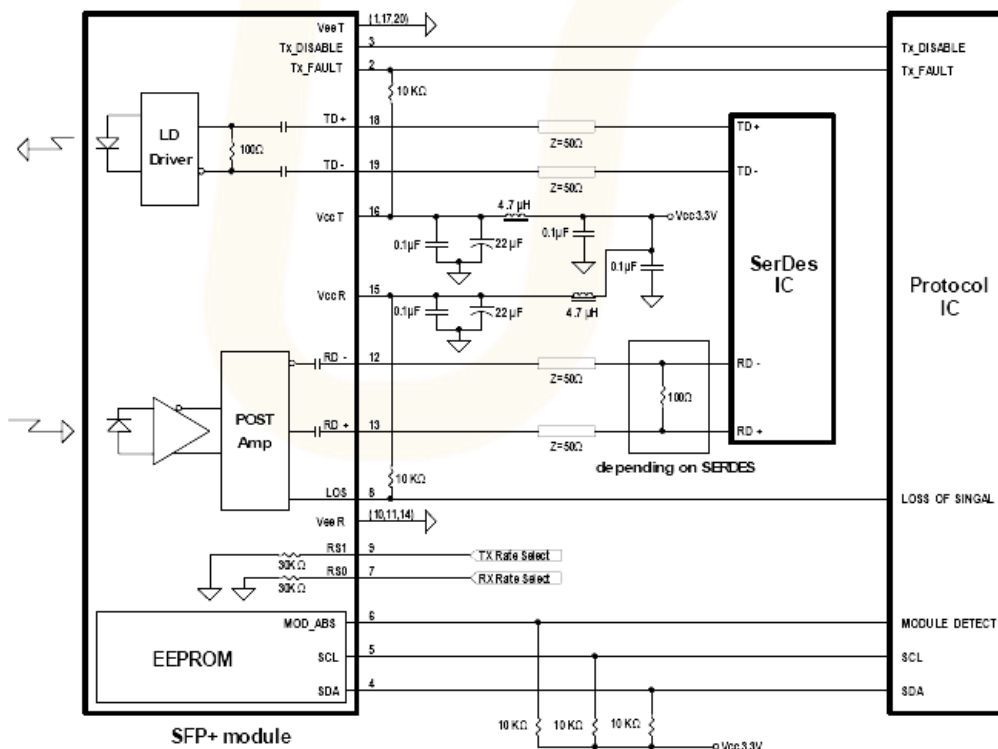 VeeT (1,17,20)
Tx_DISABLE 3 Tx_DISABLE
Tx_FAULT 2 Tx_FAULT
10 KΩ
LD
Driver
100Ω
TD+ 18 Z=50Ω TD+
TD- 19 Z=50Ω TD-
VccT 16 4.7 µH Vcc3.3V
0.1µF 22 µF 0.1µF 0.1µF
SerDes
IC
Protocol
IC
VccR 15
0.1µF 22 µF 4.7 µH
RD - 12 Z=50Ω RD -
100Ω
POST
Amp
RD + 13 Z=50Ω RD +
depending on SERDES
10 KΩ
LOS 8 LOSS OF SINGAL
VeeR (10,11,14)
RS1 9 TX Rate Select
30KΩ
RS0 7 RX Rate Select
30KΩ
MOD_ABS 6 MODULE DETECT
EEPROM
SCL 5 SCL
SDA 4 SDA
10 KΩ 10 KΩ 10 KΩ
Vcc3.3V
SFP+ module